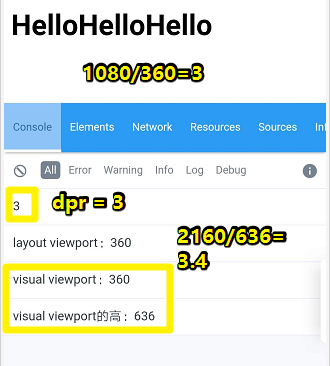 HelloHelloHello
1080/360=3
Console Elements Network Resources Sources
All Error Warning Info Log Debug
3
dpr = 3
layout viewport：360
2160/636=
3.4
visual viewport：360
visual viewport的高：636